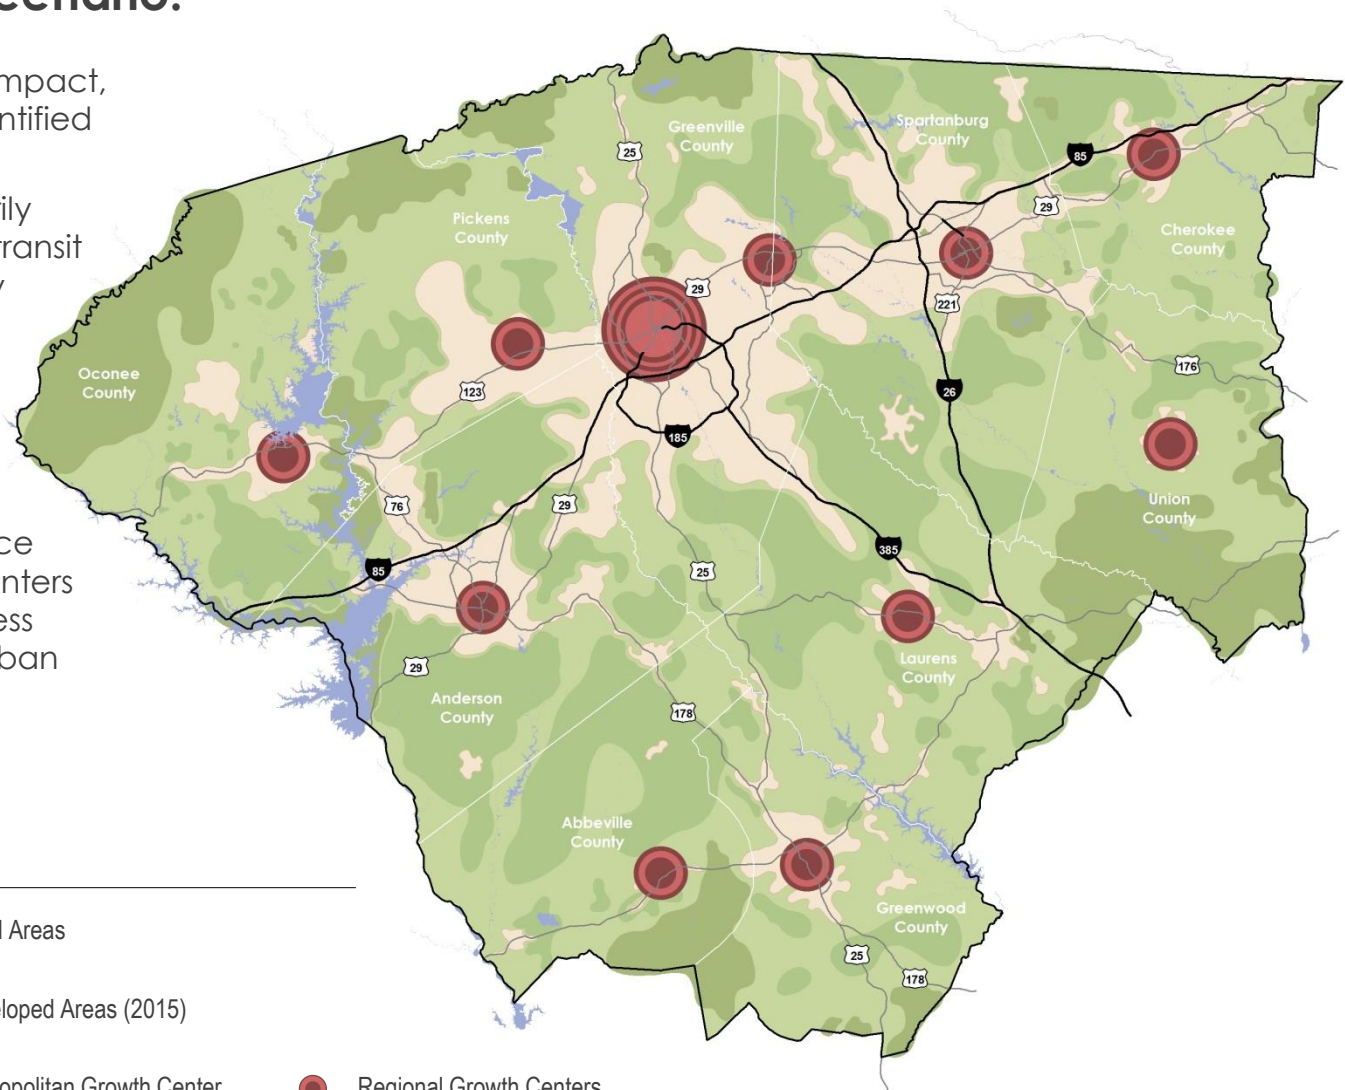 cenario.
mpact,
ntified
ily
transit
ce
nters
ess
ban
Greenville
County
Spartanburg
County
25
85
29
Pickens
County
Cherokee
County
29
221
Oconee
County
123
176
26
185
76
29
Union
County
385
85
25
29
Laurens
County
Anderson
County
178
Abbeville
County
Greenwood
County
25
178
Areas
loped Areas (2015)
opolitan Growth Center
Regional Growth Centers